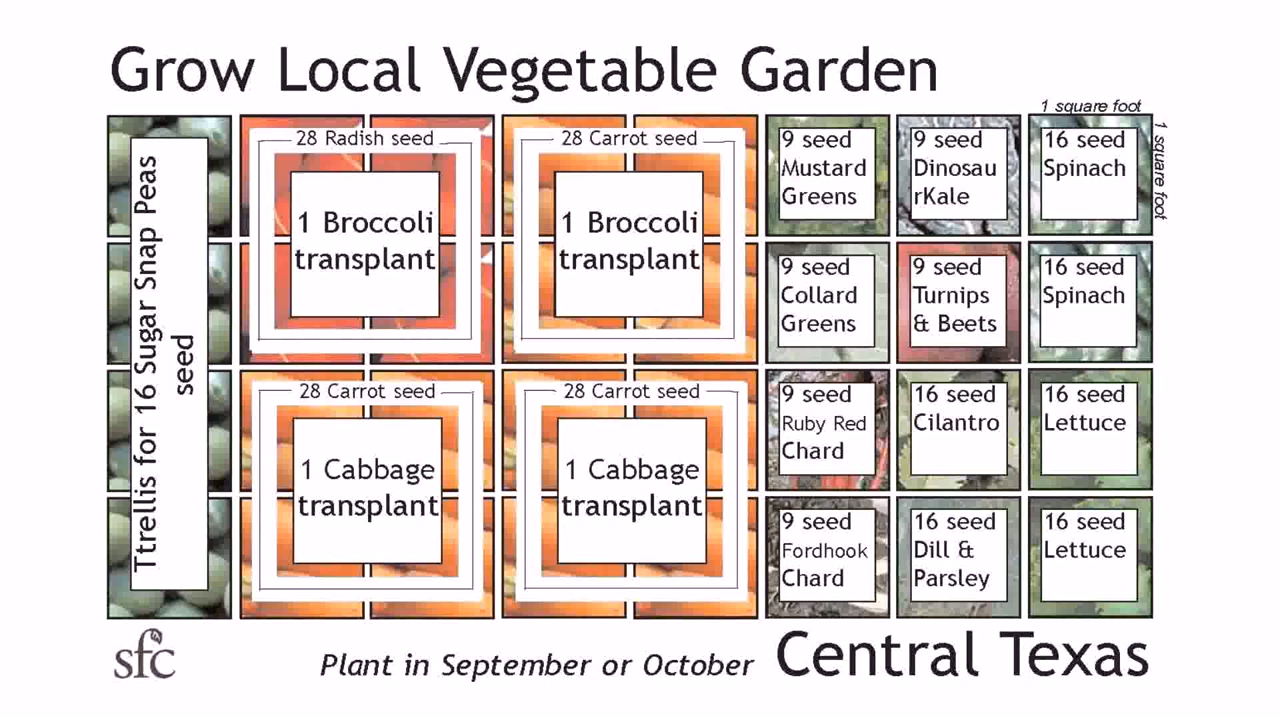 Grow Local Vegetable Garden
1 square foot
1 square foot
Ttrellis for 16 Sugar Snap Peas
seed
28 Radish seed
1 Broccoli
transplant
28 Carrot seed
1 Broccoli
transplant
9 seed
Mustard
Greens
9 seed
Dinosau
rKale
16 seed
Spinach
9 seed
Collard
Greens
9 seed
Turnips
& Beets
16 seed
Spinach
28 Carrot seed
1 Cabbage
transplant
28 Carrot seed
1 Cabbage
transplant
9 seed
Ruby Red
Chard
16 seed
Cilantro
16 seed
Lettuce
9 seed
Fordhook
Chard
16 seed
Dill &
Parsley
16 seed
Lettuce
sfc
Plant in September or October
Central Texas